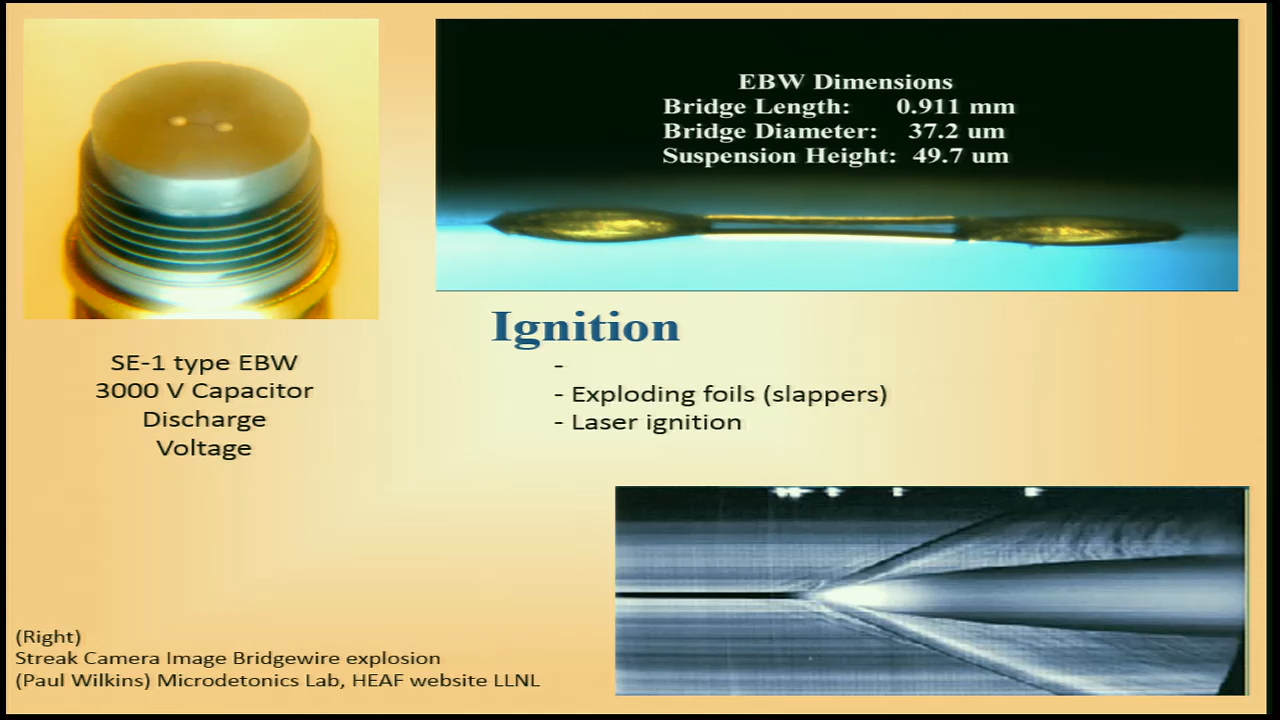 EBW Dimensions
Bridge Length: 0.911 mm
Bridge Diameter: 37.2 um
Suspension Height: 49.7 um
Ignition
-
- Exploding foils (slappers)
- Laser ignition
SE-1 type EBW
3000 V Capacitor
Discharge
Voltage
(Right)
Streak Camera Image Bridgewire explosion
(Paul Wilkins) Microdetonics Lab, HEAF website LLNL